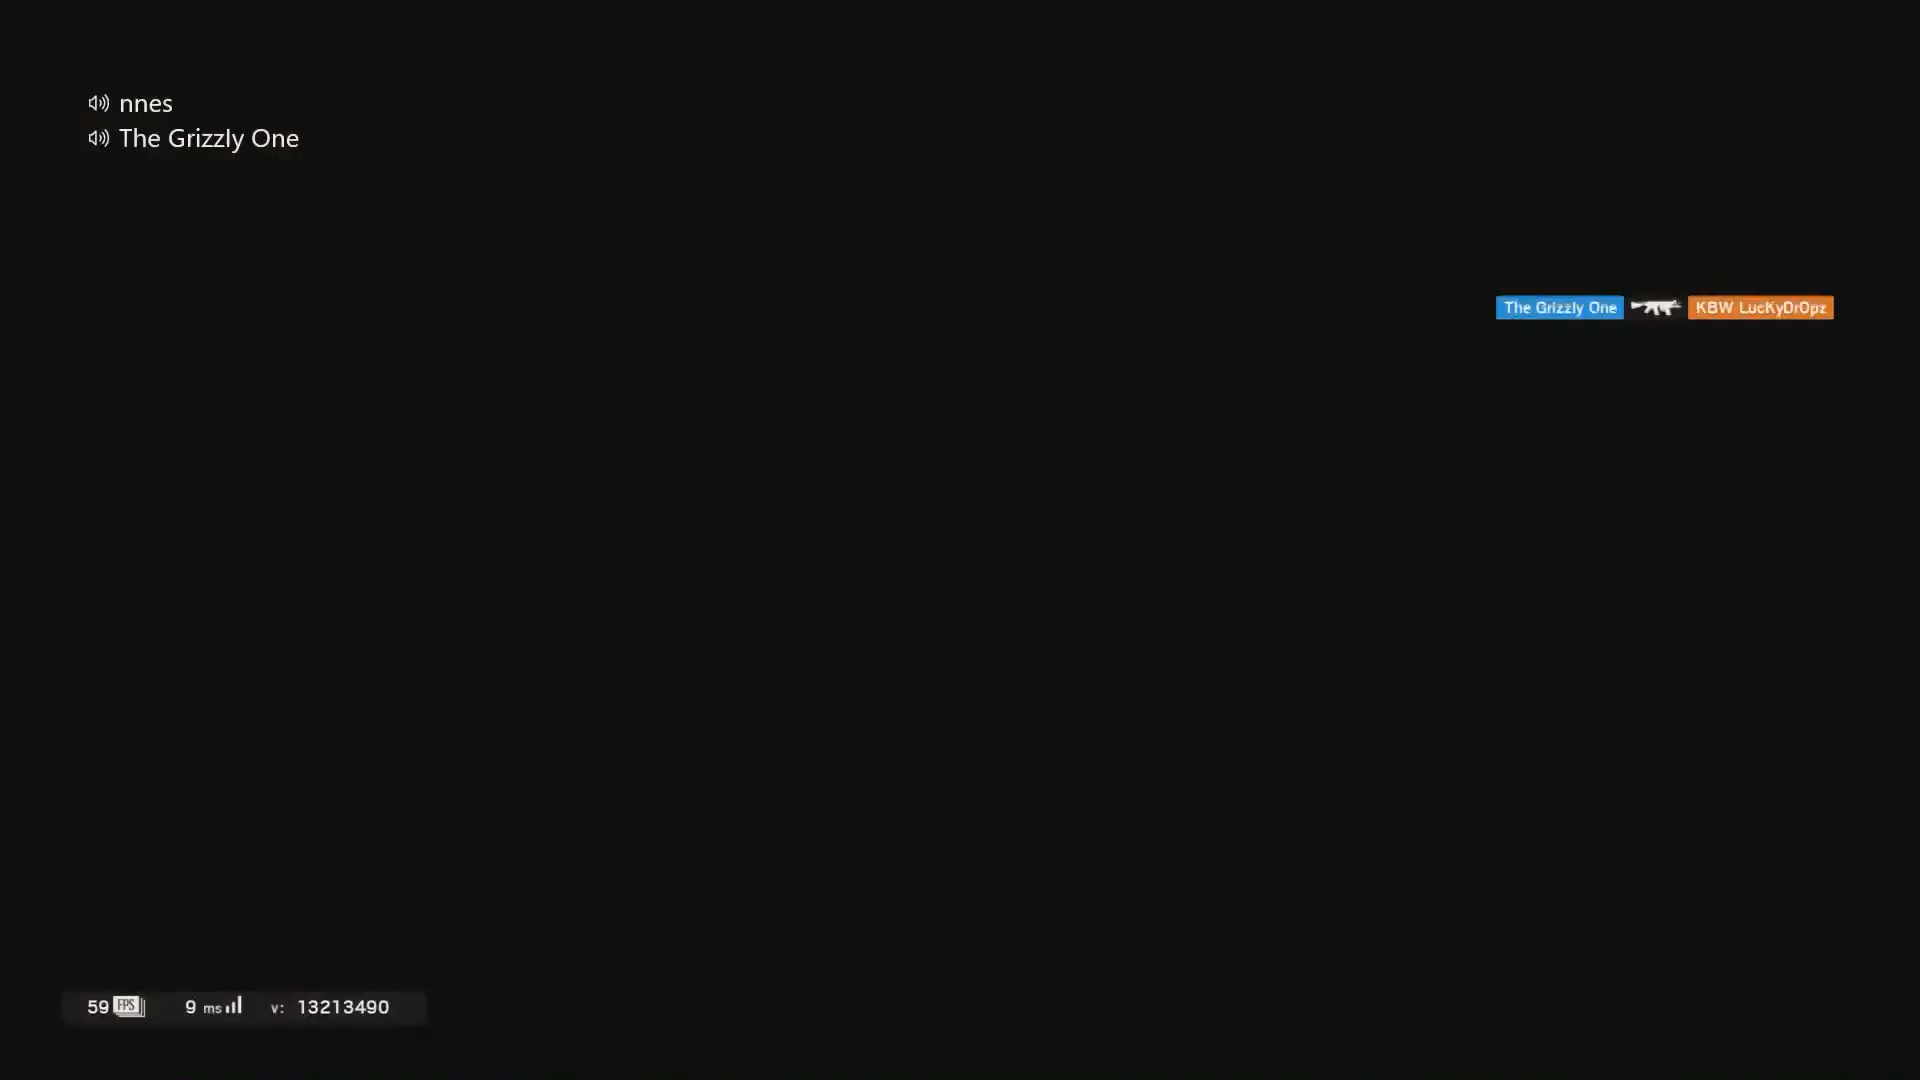 nnes
The Grizzly One
The Grizzly One KBW LucKyDrOpz
59 FPS 9 ms v: 13213490